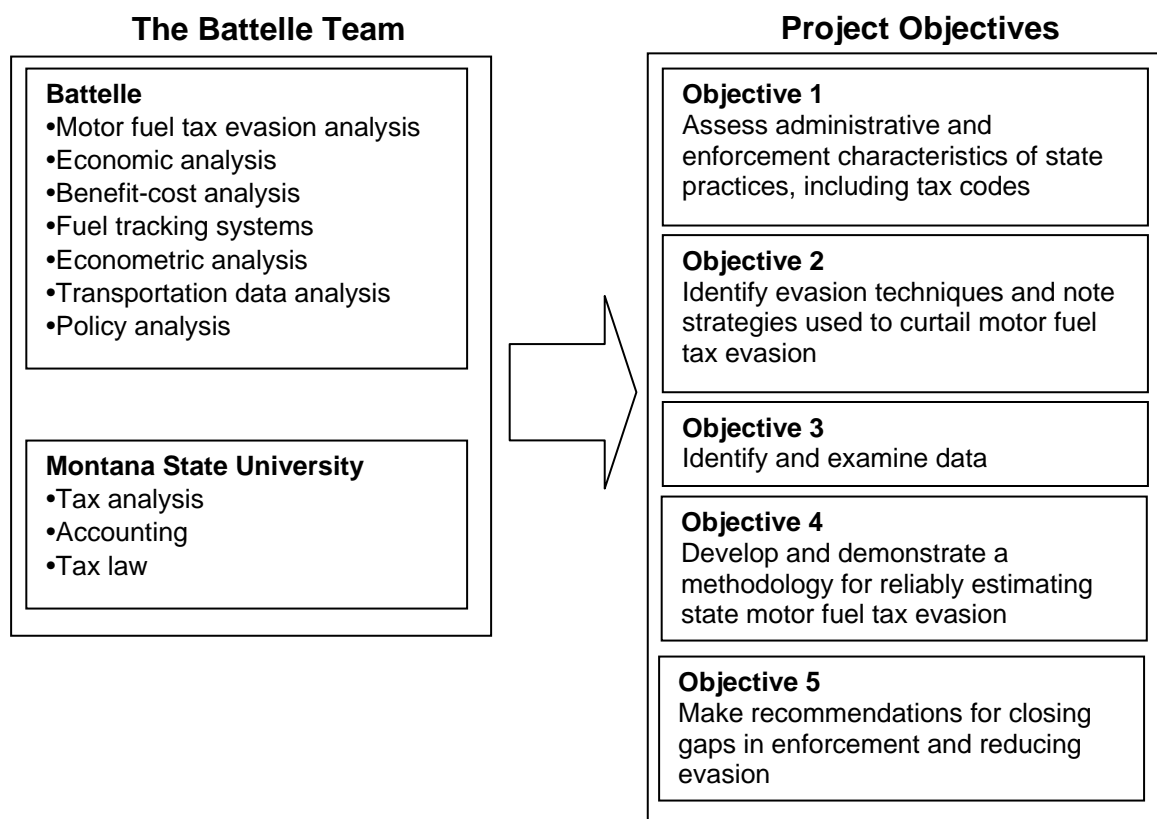 The Battelle Team
Battelle
•Motor fuel tax evasion analysis
•Economic analysis
•Benefit-cost analysis
•Fuel tracking systems
•Econometric analysis
•Transportation data analysis
•Policy analysis
Montana State University
•Tax analysis
•Accounting
•Tax law
Project Objectives
Objective 1
Assess administrative and
enforcement characteristics of state
practices, including tax codes
Objective 2
Identify evasion techniques and note
strategies used to curtail motor fuel
tax evasion
Objective 3
Identify and examine data
Objective 4
Develop and demonstrate a
methodology for reliably estimating
state motor fuel tax evasion
Objective 5
Make recommendations for closing
gaps in enforcement and reducing
evasion